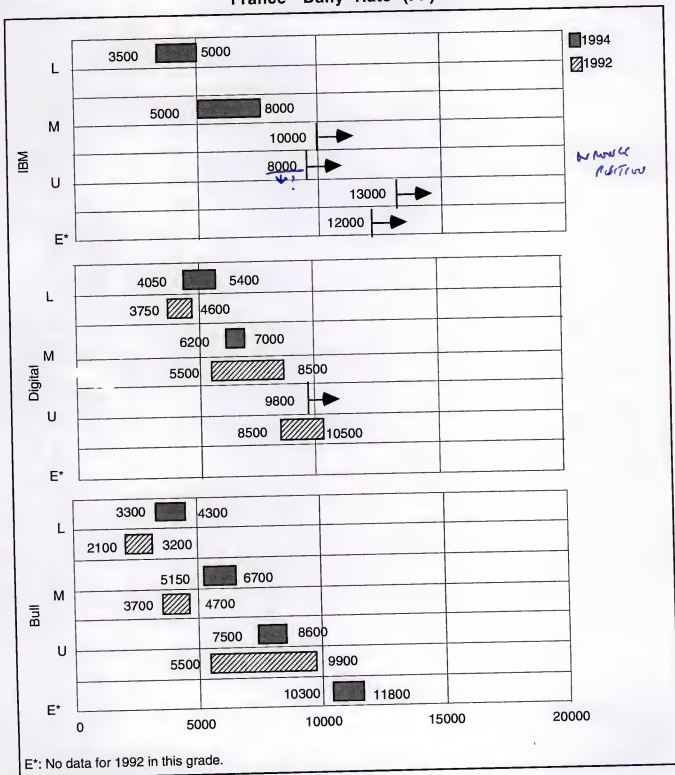 France - Daily Rate (FF)
1994
1992
IBM
L
3500 5000
M
5000 8000
10000
U
8000
13000
E*
12000
Digital
L
4050 5400
3750 4600
M
6200 7000
5500 8500
U
9800
8500 10500
E*
Bull
L
3300 4300
2100 3200
M
5150 6700
3700 4700
U
7500 8600
5500 9900
E*
10300 11800
0 5000 10000 15000 20000
E*: No data for 1992 in this grade.